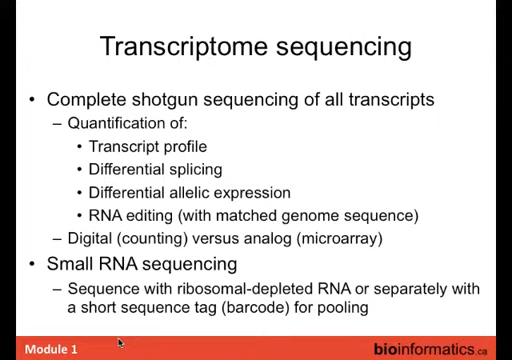 Transcriptome sequencing
• Complete shotgun sequencing of all transcripts
– Quantification of:
• Transcript profile
• Differential splicing
• Differential allelic expression
• RNA editing (with matched genome sequence)
– Digital (counting) versus analog (microarray)
• Small RNA sequencing
– Sequence with ribosomal-depleted RNA or separately with
a short sequence tag (barcode) for pooling
Module 1
bioinformatics.ca